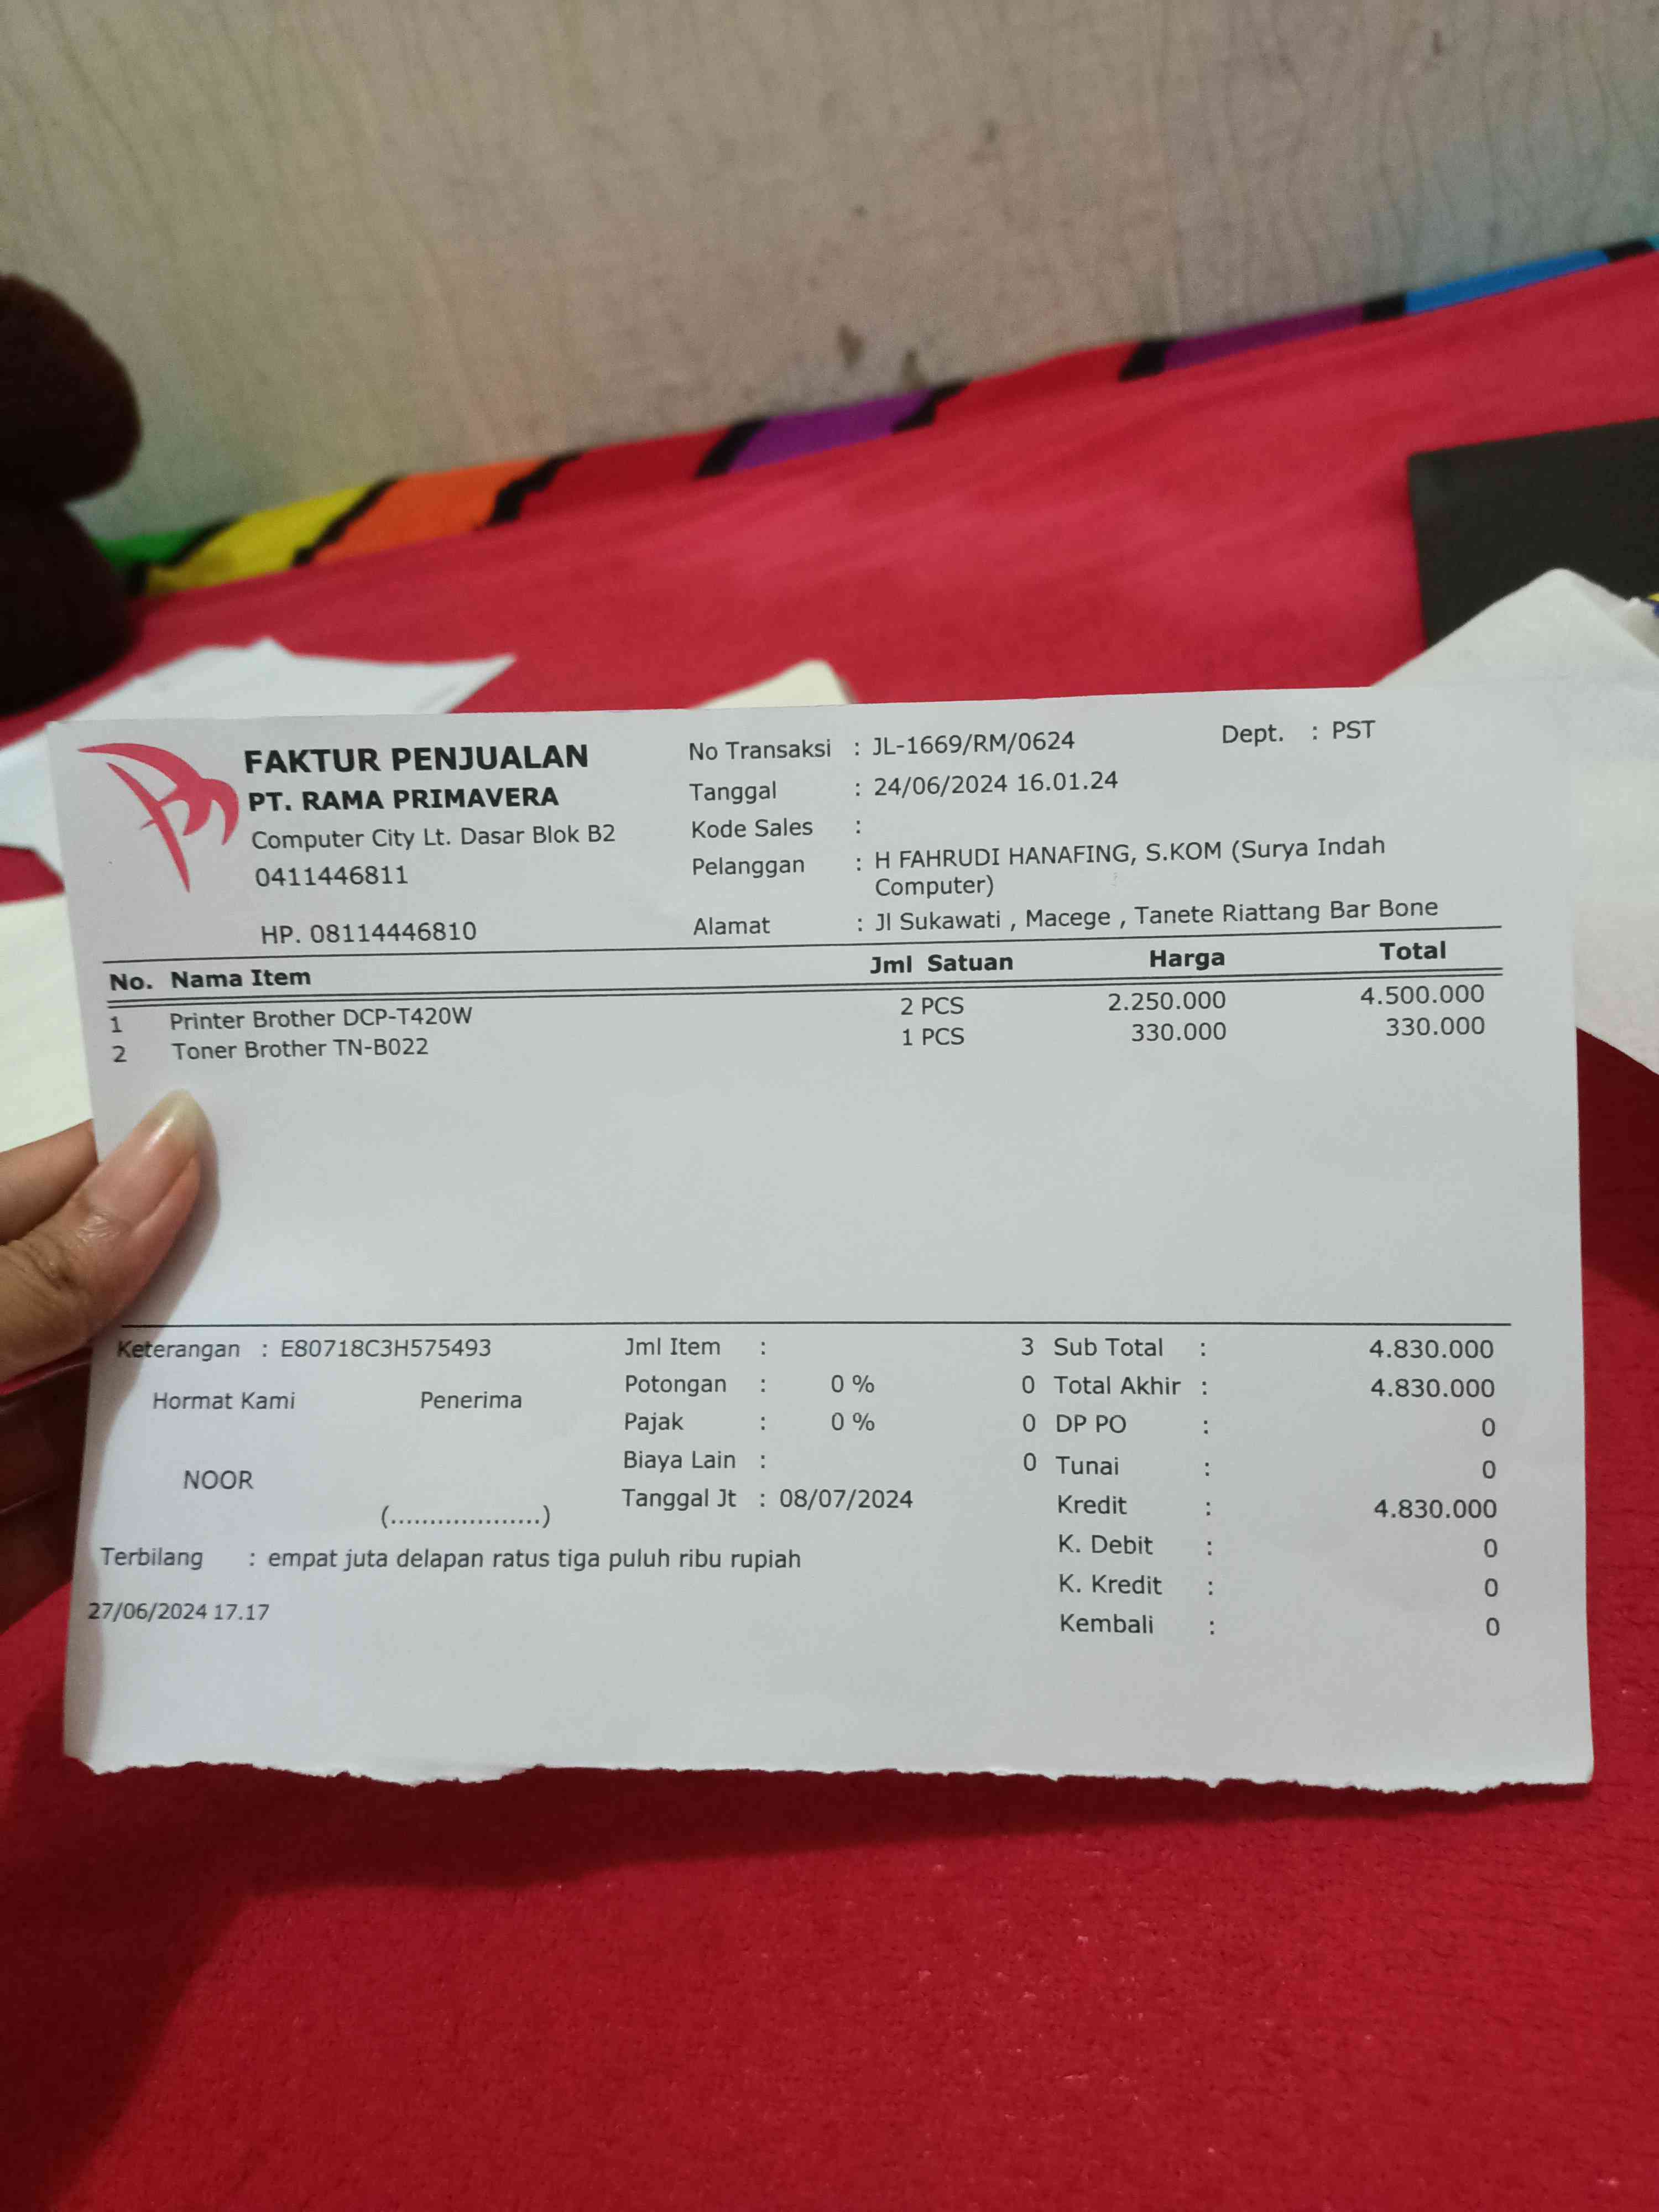 FAKTUR PENJUALAN
PT. RAMA PRIMAVERA
Computer City Lt. Dasar Blok B2
0411446811
HP. 08114446810
No Transaksi : JL-1669/RM/0624
Dept. : PST
Tanggal : 24/06/2024 16.01.24
Kode Sales :
Pelanggan : H FAHRUDI HANAFING, S.KOM (Surya Indah
Computer)
Alamat : Jl Sukawati , Macege , Tanete Riattang Bar Bone
No. Nama Item Jml Satuan Harga Total
1 Printer Brother DCP-T420W 2 PCS 2.250.000 4.500.000
2 Toner Brother TN-B022 1 PCS 330.000 330.000
Keterangan : E80718C3H575493
Hormat Kami Penerima
NOOR
(...................)
Jml Item : 3
Potongan : 0 % 0
Pajak : 0 % 0
Biaya Lain : 0
Tanggal Jt : 08/07/2024
Sub Total : 4.830.000
Total Akhir : 4.830.000
DP PO : 0
Tunai : 0
Kredit : 4.830.000
K. Debit : 0
K. Kredit : 0
Kembali : 0
Terbilang : empat juta delapan ratus tiga puluh ribu rupiah
27/06/2024 17.17